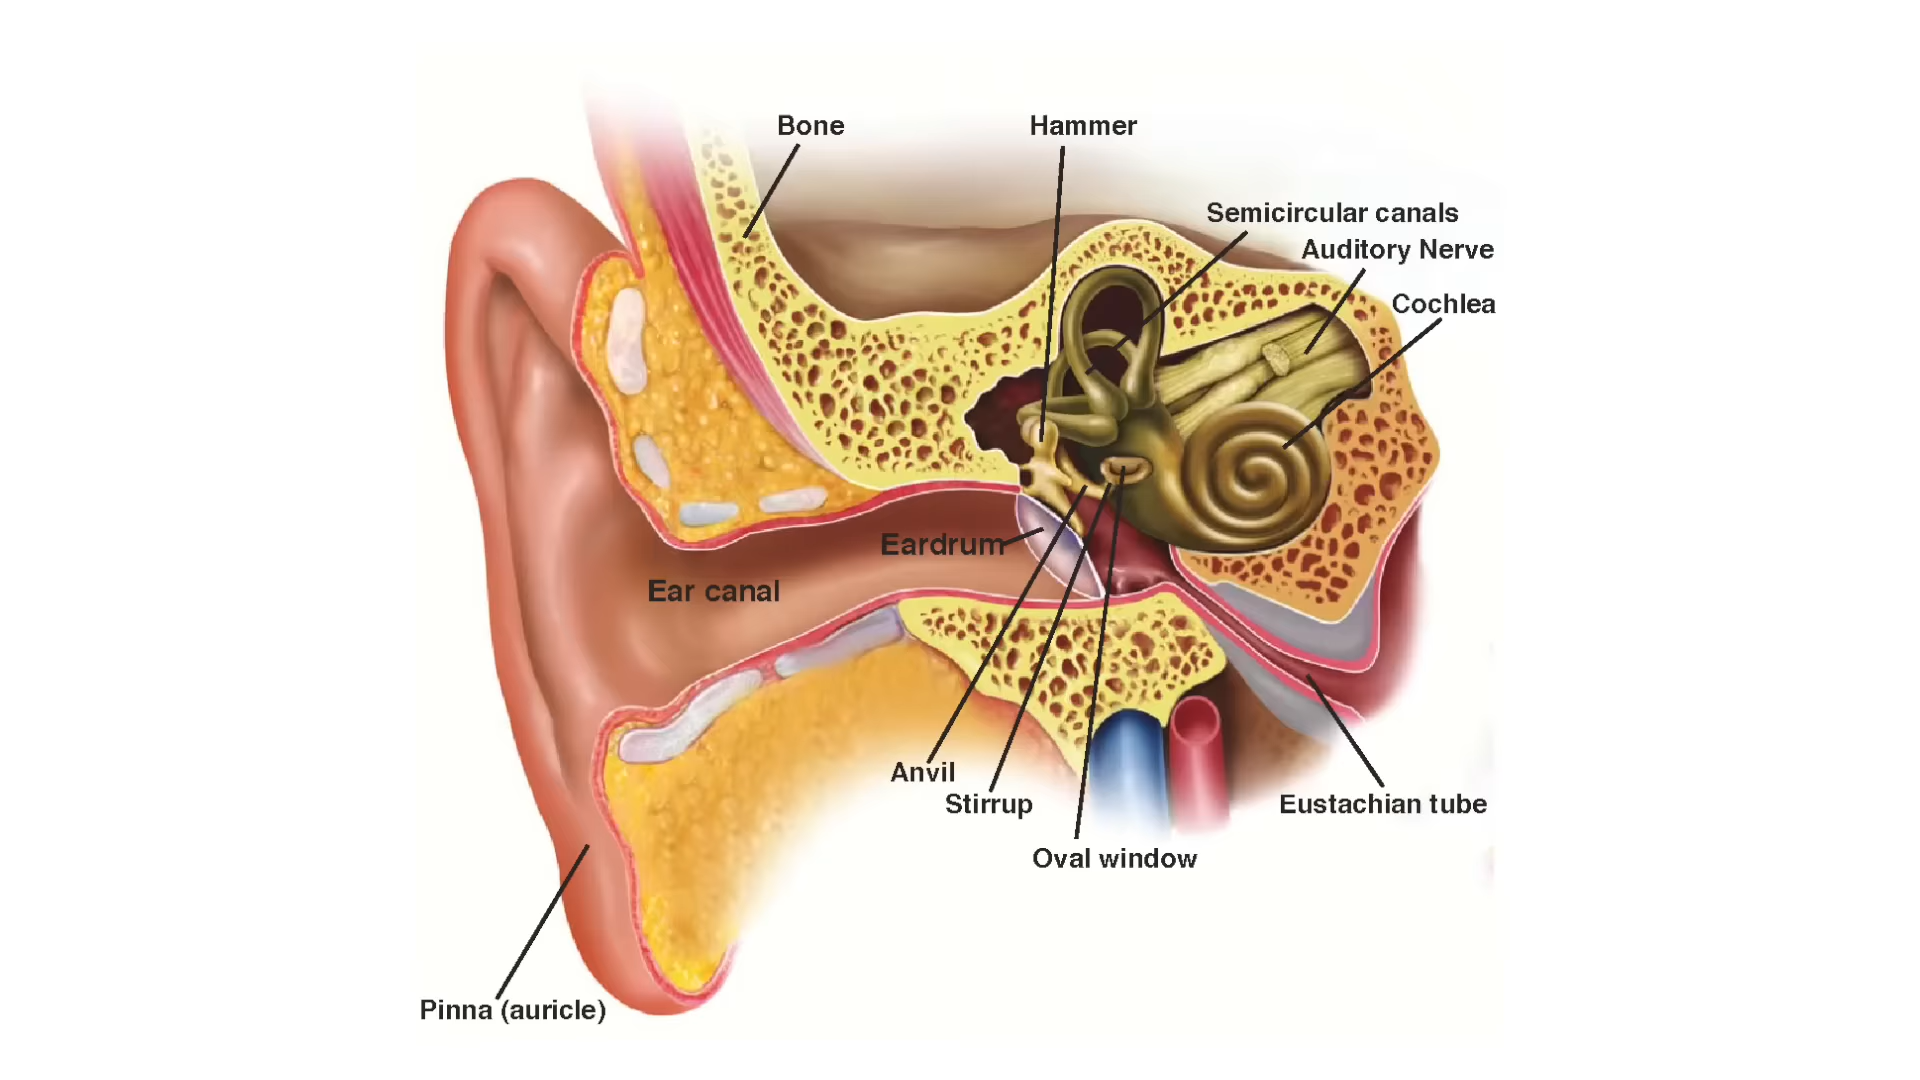 Bone
Hammer
Semicircular canals
Auditory Nerve
Cochlea
Eardrum
Ear canal
Anvil
Stirrup
Eustachian tube
Oval window
Pinna (auricle)